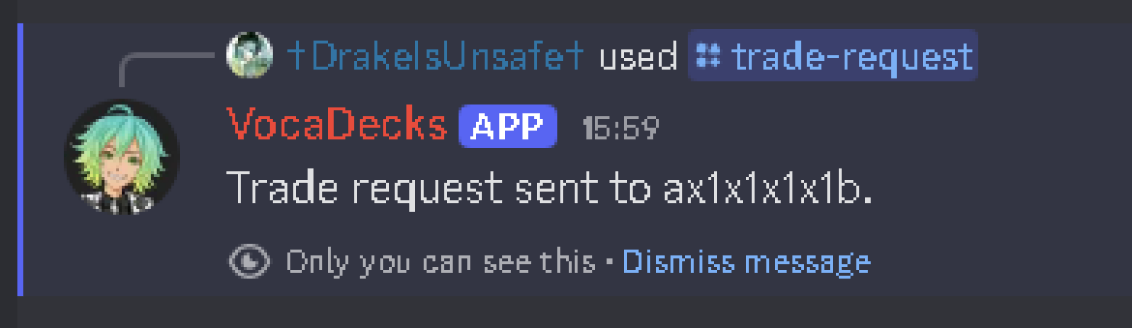 †DrakeIsUnsafe† used trade-request
VocaDecks APP 15:59
Trade request sent to ax1x1x1x1b.
Only you can see this • Dismiss message